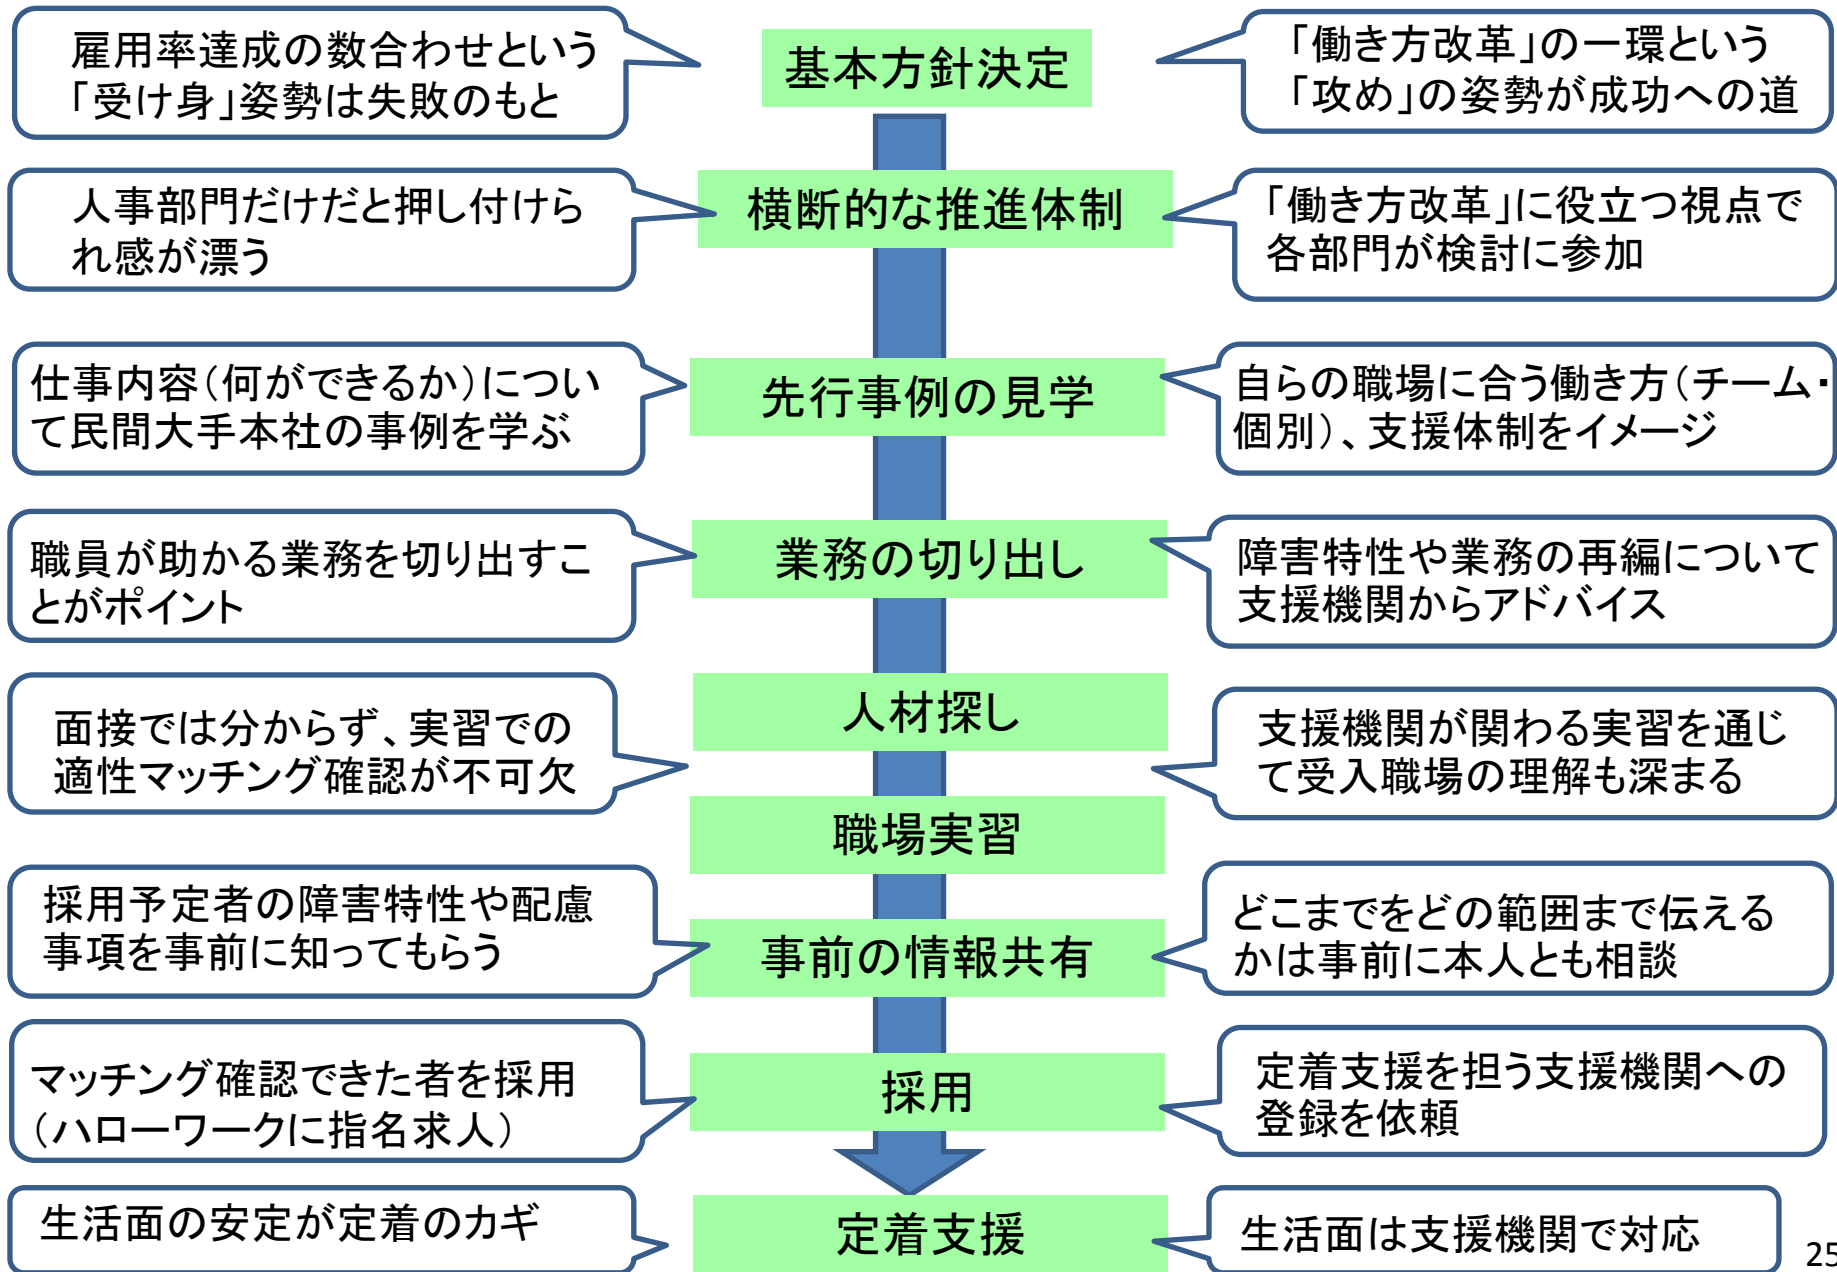 雇用率達成の数合わせという
「受け身」姿勢は失敗のもと
基本方針決定
「働き方改革」の一環という
「攻め」の姿勢が成功への道
人事部門だけだと押し付けら
れ感が漂う
横断的な推進体制
「働き方改革」に役立つ視点で
各部門が検討に参加
仕事内容（何ができるか）につい
て民間大手本社の事例を学ぶ
先行事例の見学
自らの職場に合う働き方（チーム・
個別）、支援体制をイメージ
職員が助かる業務を切り出すこ
とがポイント
業務の切り出し
障害特性や業務の再編について
支援機関からアドバイス
人材探し
面接では分からず、実習での
適性マッチング確認が不可欠
支援機関が関わる実習を通じ
て受入職場の理解も深まる
職場実習
採用予定者の障害特性や配慮
事項を事前に知ってもらう
事前の情報共有
どこまでをどの範囲まで伝える
かは事前に本人とも相談
マッチング確認できた者を採用
（ハローワークに指名求人）
採用
定着支援を担う支援機関への
登録を依頼
生活面の安定が定着のカギ
定着支援
生活面は支援機関で対応
25